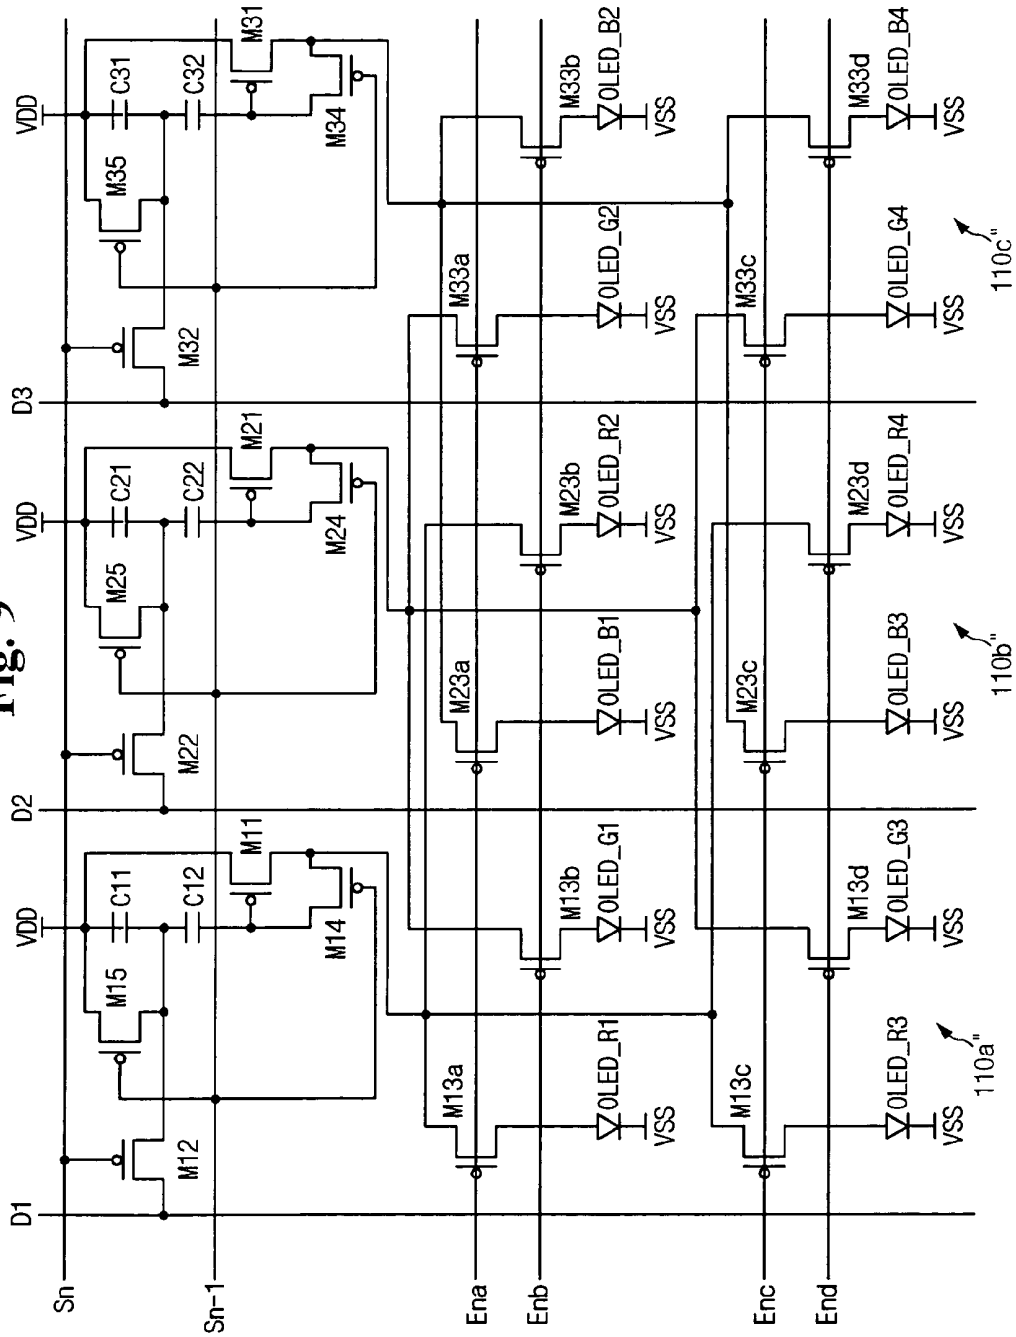 Fig. 9
D1
D2
D3
VDD
VDD
VDD
Sn
Sn-1
M12
M15
C11
C12
M11
M14
M22
M25
C21
C22
M21
M24
M32
M35
C31
C32
M31
M34
Ena
Enb
M13a
M13b
M23a
M23b
M33a
M33b
OLED_R1
OLED_G1
OLED_B1
OLED_R2
OLED_G2
OLED_B2
VSS
VSS
VSS
VSS
VSS
VSS
Enc
End
M13c
M13d
M23c
M23d
M33c
M33d
OLED_R3
OLED_G3
OLED_B3
OLED_R4
OLED_G4
OLED_B4
VSS
VSS
VSS
VSS
VSS
VSS
110a"
110b"
110c"